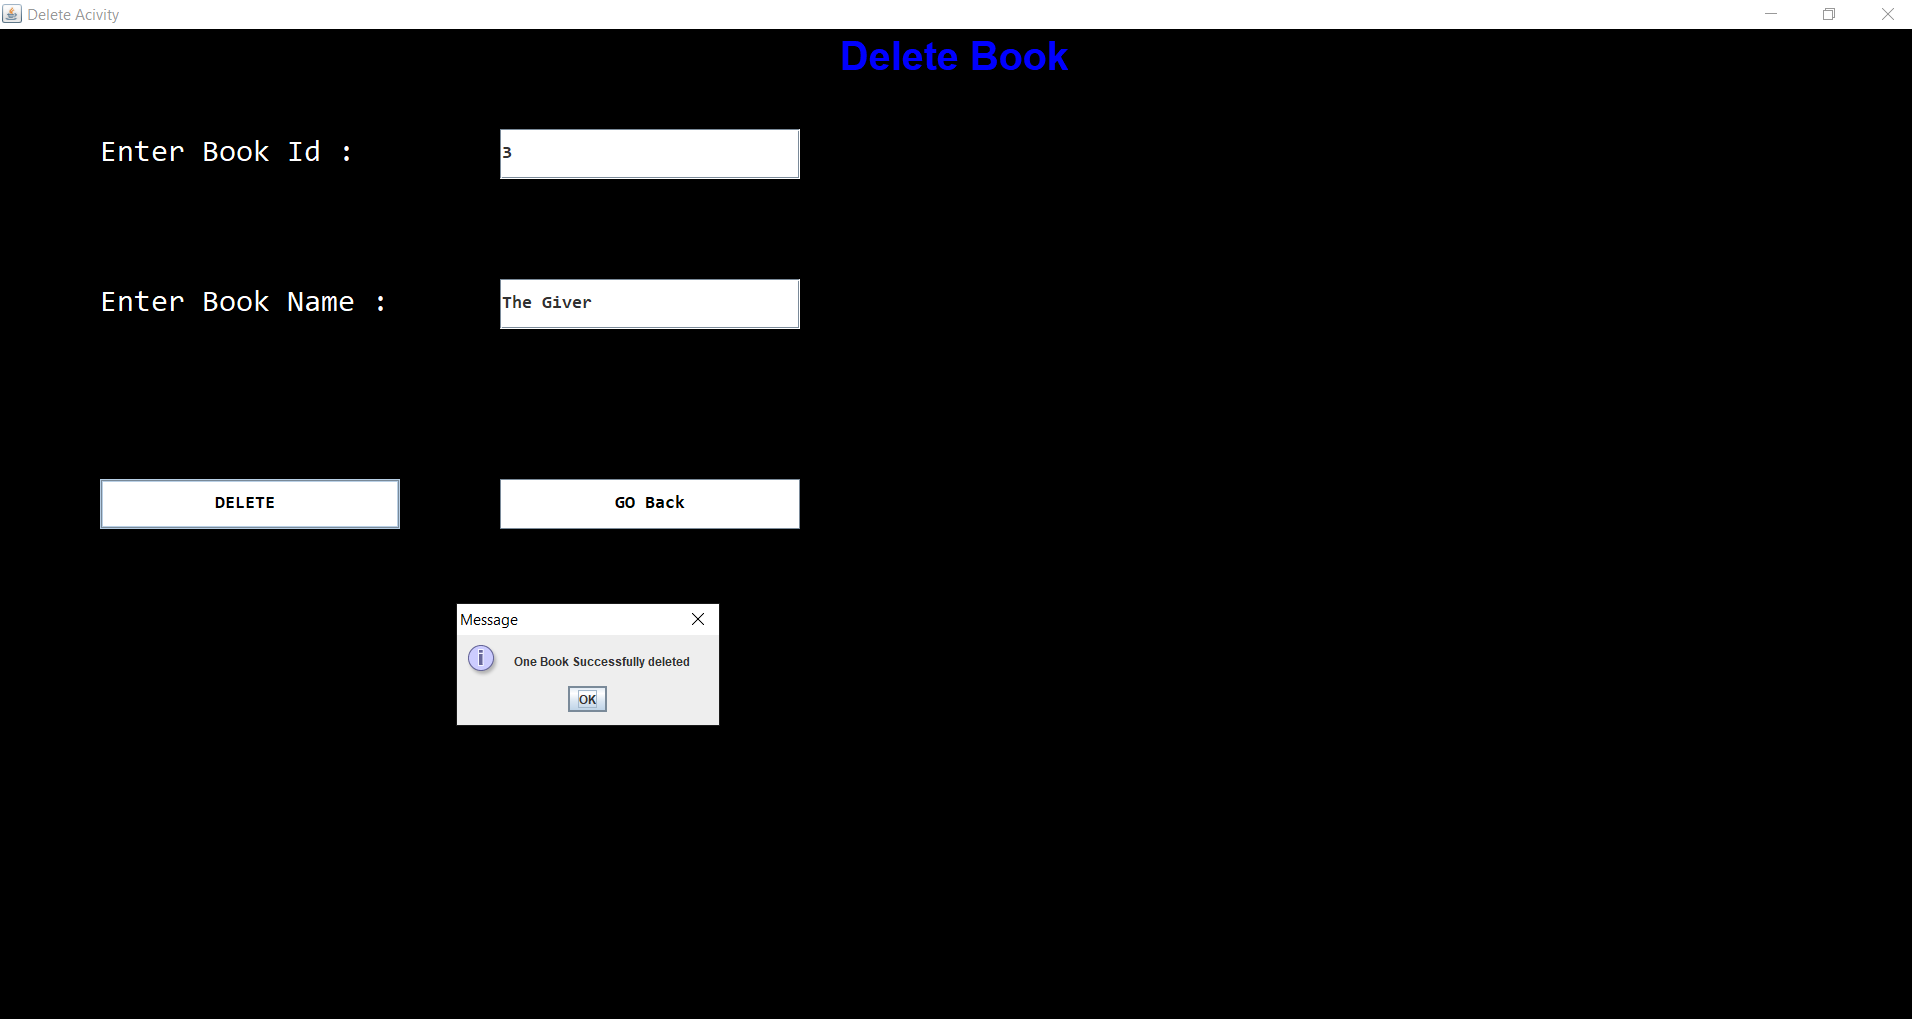 Delete Acivity
Delete Book
Enter Book Id :
3
Enter Book Name :
The Giver
DELETE
GO Back
Message
One Book Successfully deleted
OK